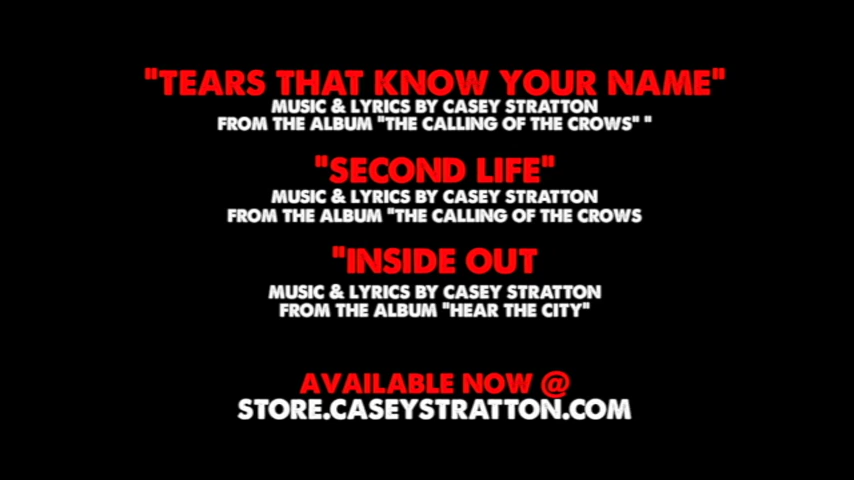 "TEARS THAT KNOW YOUR NAME"
MUSIC & LYRICS BY CASEY STRATTON
FROM THE ALBUM "THE CALLING OF THE CROWS" "
"SECOND LIFE"
MUSIC & LYRICS BY CASEY STRATTON
FROM THE ALBUM "THE CALLING OF THE CROWS
"INSIDE OUT
MUSIC & LYRICS BY CASEY STRATTON
FROM THE ALBUM "HEAR THE CITY"
AVAILABLE NOW @
STORE.CASEYSTRATTON.COM